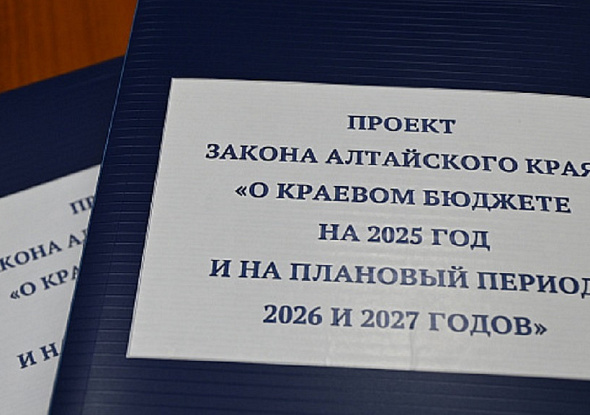 ПРОЕКТ
ЗАКОНА АЛТАЙСКОГО КРАЯ
«О КРАЕВОМ БЮДЖЕТЕ
НА 2025 ГОД
И НА ПЛАНОВЫЙ ПЕРИОД
2026 И 2027 ГОДОВ»
«О
И